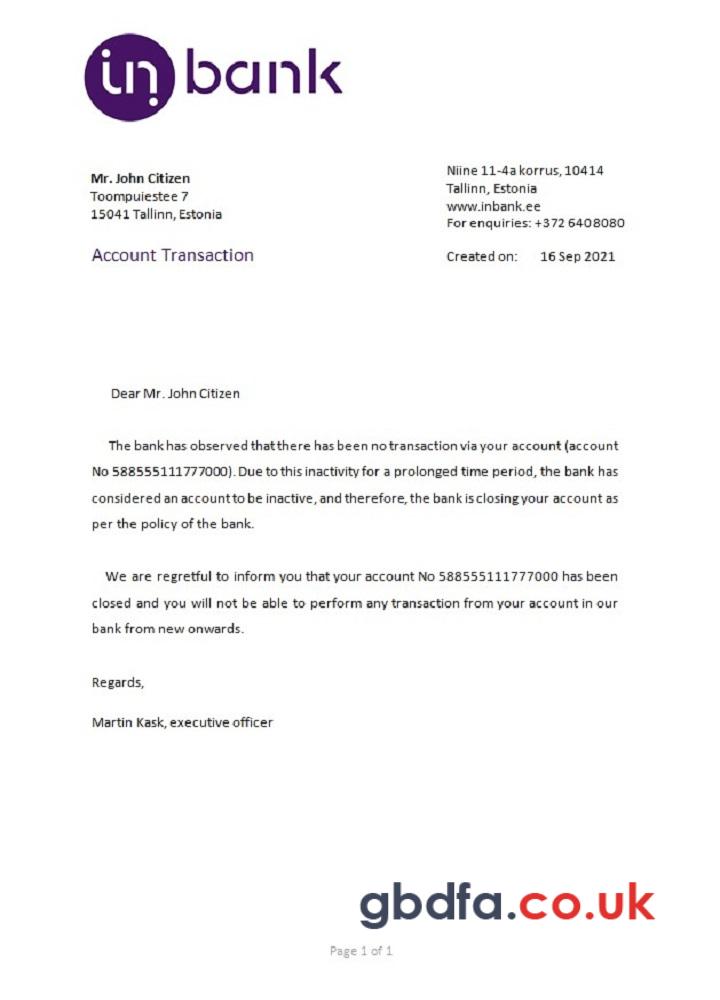 in bank
Mr. John Citizen
Toompuiestee 7
15041 Tallinn, Estonia
Niine 11-4a korrus, 10414
Tallinn, Estonia
www.inbank.ee
For enquiries: +372 6408080
Account Transaction
Created on: 16 Sep 2021
Dear Mr. John Citizen
The bank has observed that there has been no transaction via your account (account
No 588555111777000). Due to this inactivity for a prolonged time period, the bank has
considered an account to be inactive, and therefore, the bank is closing your account as
per the policy of the bank.
We are regretful to inform you that your account No 588555111777000 has been
closed and you will not be able to perform any transaction from your account in our
bank from new onwards.
Regards,
Martin Kask, executive officer
gbdfa.co.uk
Page 1 of 1